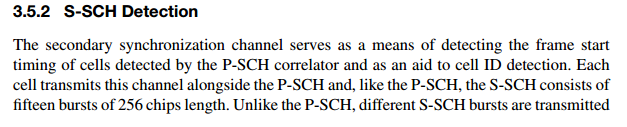 3.5.2 S-SCH Detection
The secondary synchronization channel serves as a means of detecting the frame start
timing of cells detected by the P-SCH correlator and as an aid to cell ID detection. Each
cell transmits this channel alongside the P-SCH and, like the P-SCH, the S-SCH consists of
fifteen bursts of 256 chips length. Unlike the P-SCH, different S-SCH bursts are transmitted